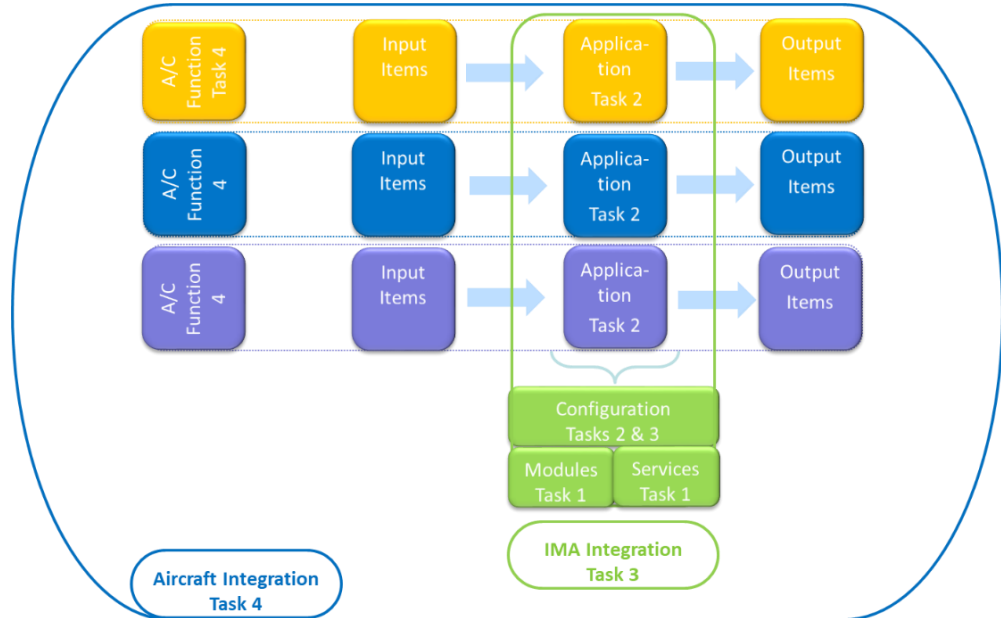 A/C
Function
Task 4
Input
Items
Applica-
tion
Task 2
Output
Items
A/C
Function
4
Input
Items
Applica-
tion
Task 2
Output
Items
A/C
Function
4
Input
Items
Applica-
tion
Task 2
Output
Items
Configuration
Tasks 2 & 3
Modules
Task 1
Services
Task 1
IMA Integration
Task 3
Aircraft Integration
Task 4